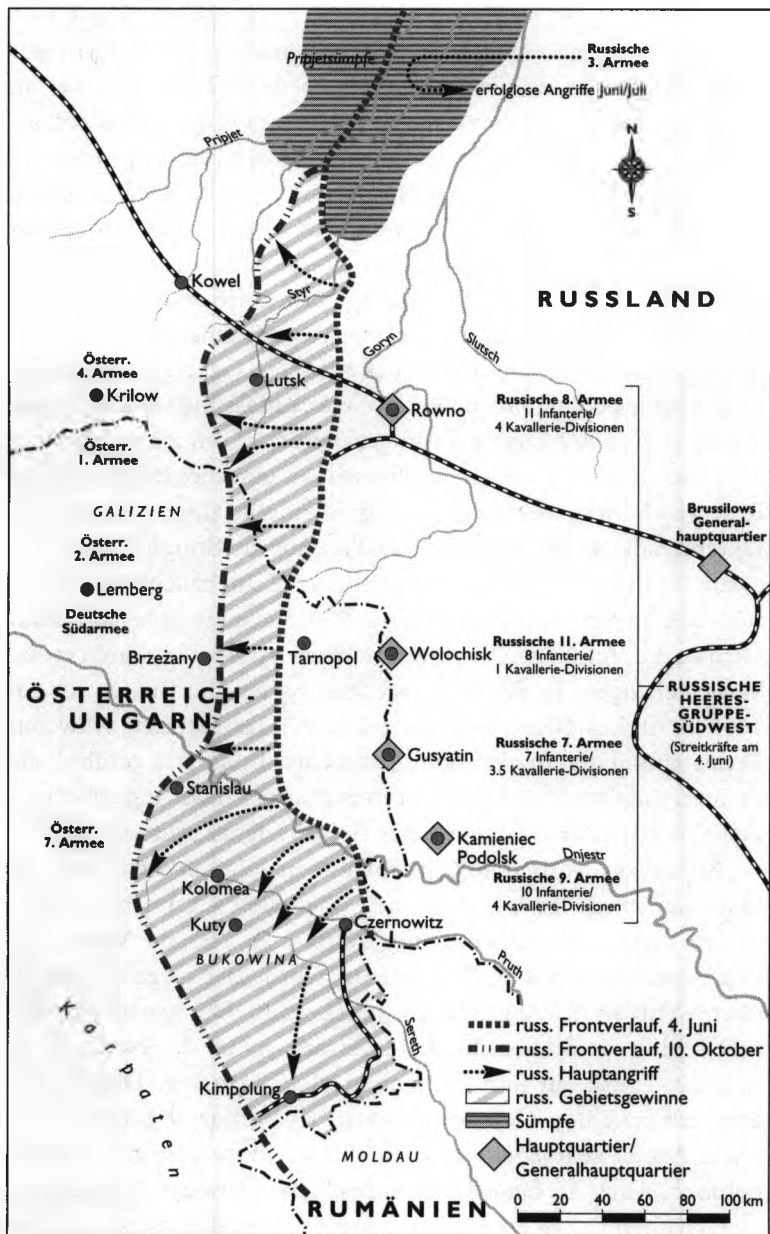 Pripjetsümpfe
Russische
3. Armee
erfolglose Angriffe Juni/Juli
Pripjet
N
S
Kowel
Styr
RUSSLAND
Goryn
Slutsch
Österr.
4. Armee
Krilow
Lutsk
Rowno
Russische 8. Armee
11 Infanterie/
4 Kavallerie-Divisionen
Österr.
1. Armee
GALIZIEN
Brussilows
General-
hauptquartier
Österr.
2. Armee
Lemberg
Deutsche
Südarmee
Brzeżany
Tarnopol
Wolochisk
Russische 11. Armee
8 Infanterie/
1 Kavallerie-Divisionen
ÖSTERREICH-
UNGARN
RUSSISCHE
HEERES-
GRUPPE-
SÜDWEST
(Streitkräfte am
4. Juni)
Gusyatin
Russische 7. Armee
7 Infanterie/
3.5 Kavallerie-Divisionen
Stanislau
Österr.
7. Armee
Kamieniec
Podolsk
Dnjestr
Kolomea
Russische 9. Armee
10 Infanterie/
4 Kavallerie-Divisionen
Kuty
Czernowitz
BUKOWINA
Pruth
Sereth
Karpaten
Kimpolung
MOLDAU
RUMÄNIEN
russ. Frontverlauf, 4. Juni
russ. Frontverlauf, 10. Oktober
russ. Hauptangriff
russ. Gebietsgewinne
Sümpfe
Hauptquartier/
Generalhauptquartier
0 20 40 60 80 100 km